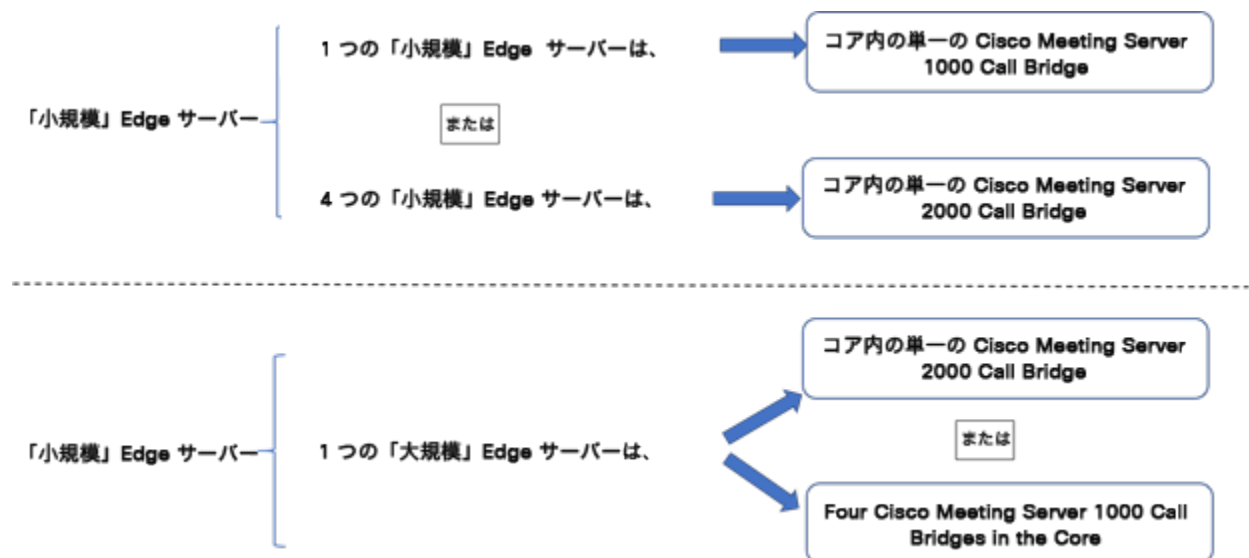 1 つの「小規模」Edge サーバーは、
コア内の単一の Cisco Meeting Server
1000 Call Bridge
「小規模」Edge サーバー
または
4 つの「小規模」Edge サーバーは、
コア内の単一の Cisco Meeting Server
2000 Call Bridge
コア内の単一の Cisco Meeting Server
2000 Call Bridge
「小規模」Edge サーバー
1 つの「大規模」Edge サーバーは、
または
Four Cisco Meeting Server 1000 Call
Bridges in the Core